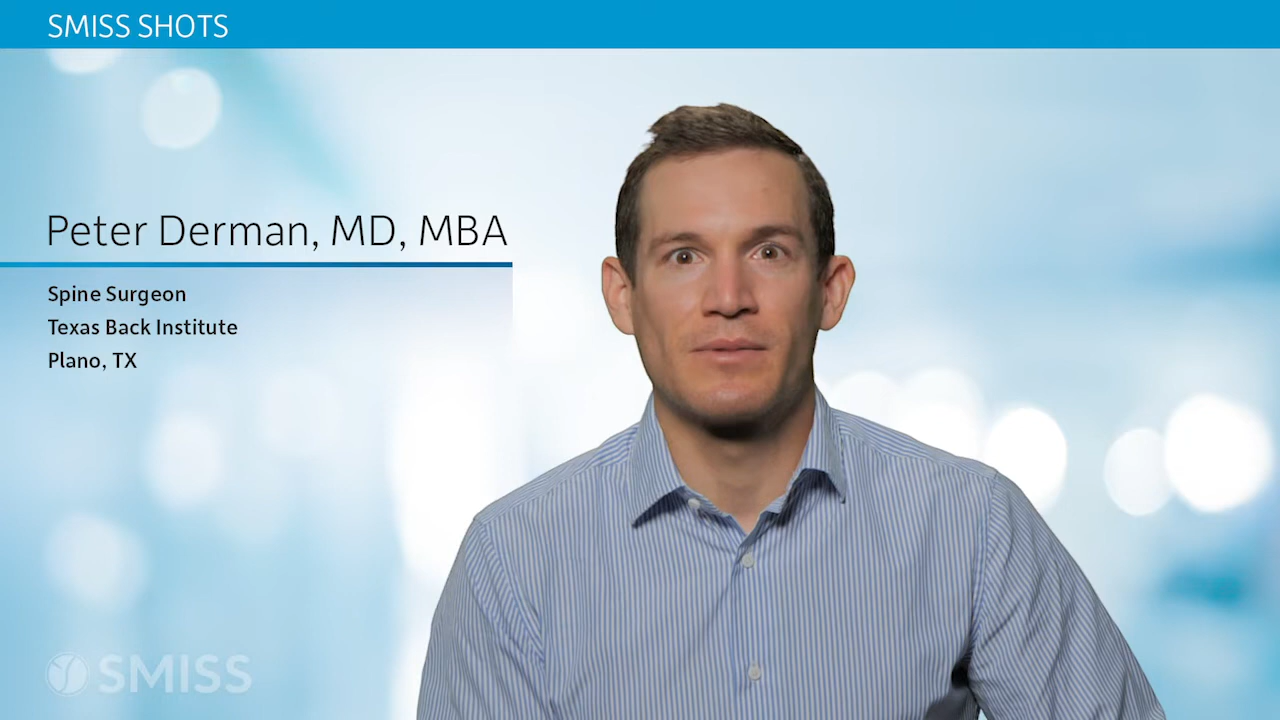 SMISS SHOTS
Peter Derman, MD, MBA
Spine Surgeon
Texas Back Institute
Plano, TX
SMISS